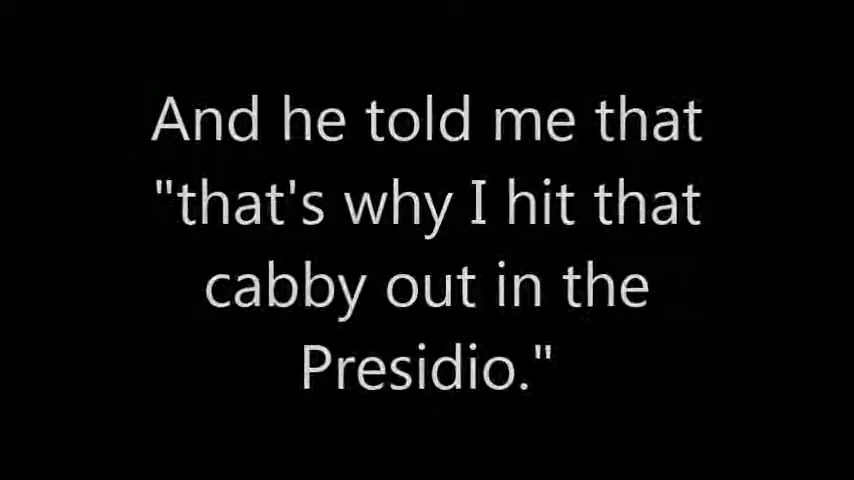 And he told me that
"that's why I hit that
cabby out in the
Presidio."